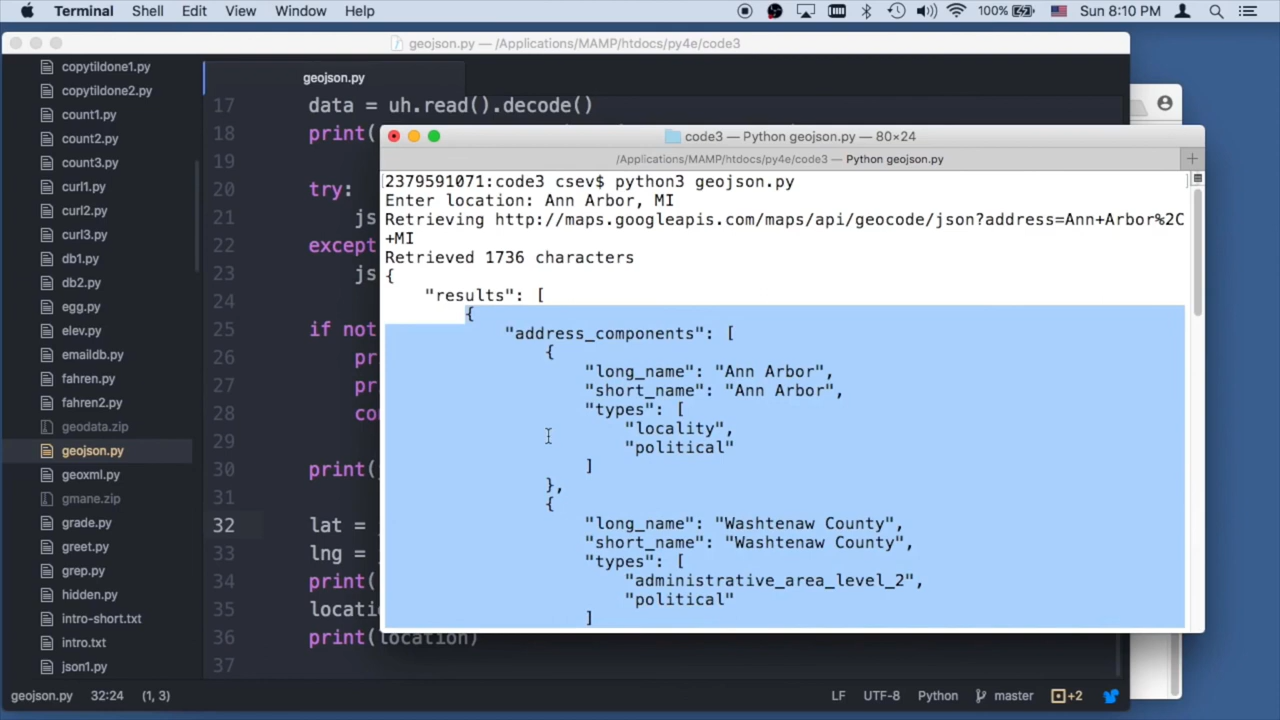 Terminal Shell Edit View Window Help 100% Sun 8:10 PM
geojson.py — /Applications/MAMP/htdocs/py4e/code3
copytildone1.py
copytildone2.py
count1.py
count2.py
count3.py
curl1.py
curl2.py
curl3.py
db1.py
db2.py
egg.py
elev.py
emaildb.py
fahren.py
fahren2.py
geodata.zip
geojson.py
geoxml.py
gmane.zip
grade.py
greet.py
grep.py
hidden.py
intro-short.txt
intro.txt
json1.py
geojson.py
17 data = uh.read().decode()
18 print(
19
20 try:
21 js
22 except
23 js
24
25 if not
26 pr
27 pr
28 co
29
30 print(
31
32 lat =
33 lng =
34 print(
35 locatio
36 print(location)
37
code3 — Python geojson.py — 80×24
/Applications/MAMP/htdocs/py4e/code3 — Python geojson.py
2379591071:code3 csev$ python3 geojson.py
Enter location: Ann Arbor, MI
Retrieving http://maps.googleapis.com/maps/api/geocode/json?address=Ann+Arbor%2C
+MI
Retrieved 1736 characters
{
"results": [
{
"address_components": [
{
"long_name": "Ann Arbor",
"short_name": "Ann Arbor",
"types": [
"locality",
"political"
]
},
{
"long_name": "Washtenaw County",
"short_name": "Washtenaw County",
"types": [
"administrative_area_level_2",
"political"
]
geojson.py 32:24 (1, 3) LF UTF-8 Python master +2